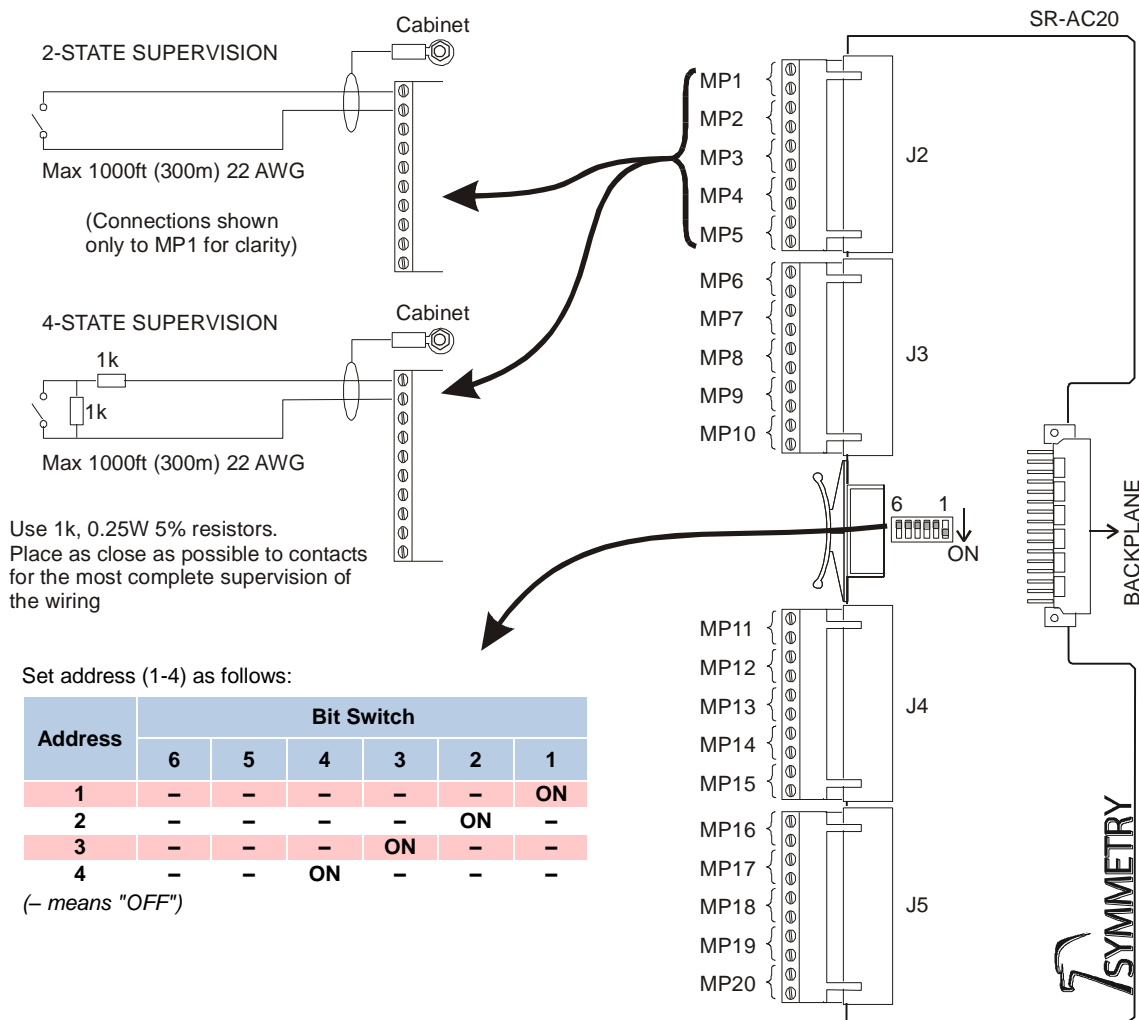 SR-AC20
Cabinet
2-STATE SUPERVISION
Max 1000ft (300m) 22 AWG
(Connections shown
only to MP1 for clarity)
4-STATE SUPERVISION
Cabinet
1k
1k
Max 1000ft (300m) 22 AWG
Use 1k, 0.25W 5% resistors.
Place as close as possible to contacts
for the most complete supervision of
the wiring
MP1
MP2
MP3
MP4
MP5
J2
MP6
MP7
MP8
MP9
MP10
J3
6 1
ON
BACKPLANE
MP11
MP12
MP13
MP14
MP15
J4
MP16
MP17
MP18
MP19
MP20
J5
SYMMETRY
Set address (1-4) as follows:
Address Bit Switch
6 5 4 3 2 1
1 – – – – – ON
2 – – – – ON –
3 – – – ON – –
4 – – ON – – –
(– means "OFF")